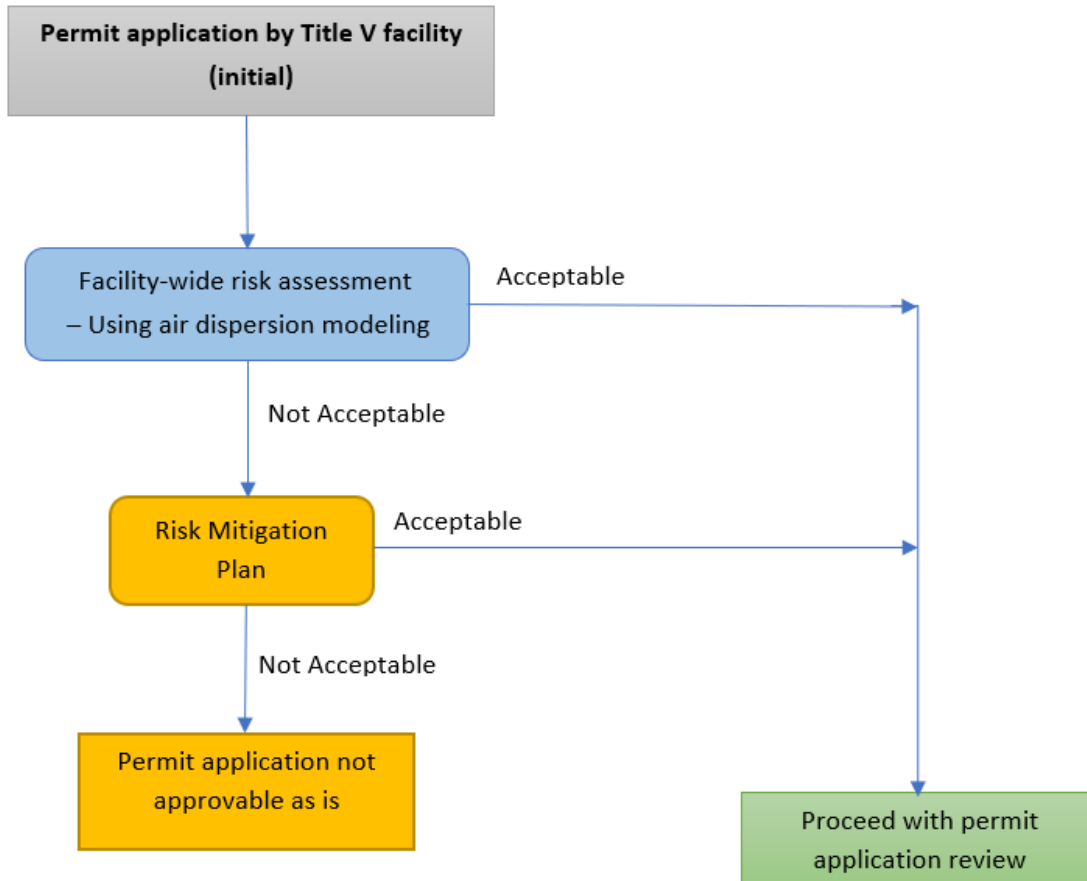 Permit application by Title V facility
(initial)
Facility-wide risk assessment
– Using air dispersion modeling
Acceptable
Not Acceptable
Risk Mitigation
Plan
Acceptable
Not Acceptable
Permit application not
approvable as is
Proceed with permit
application review